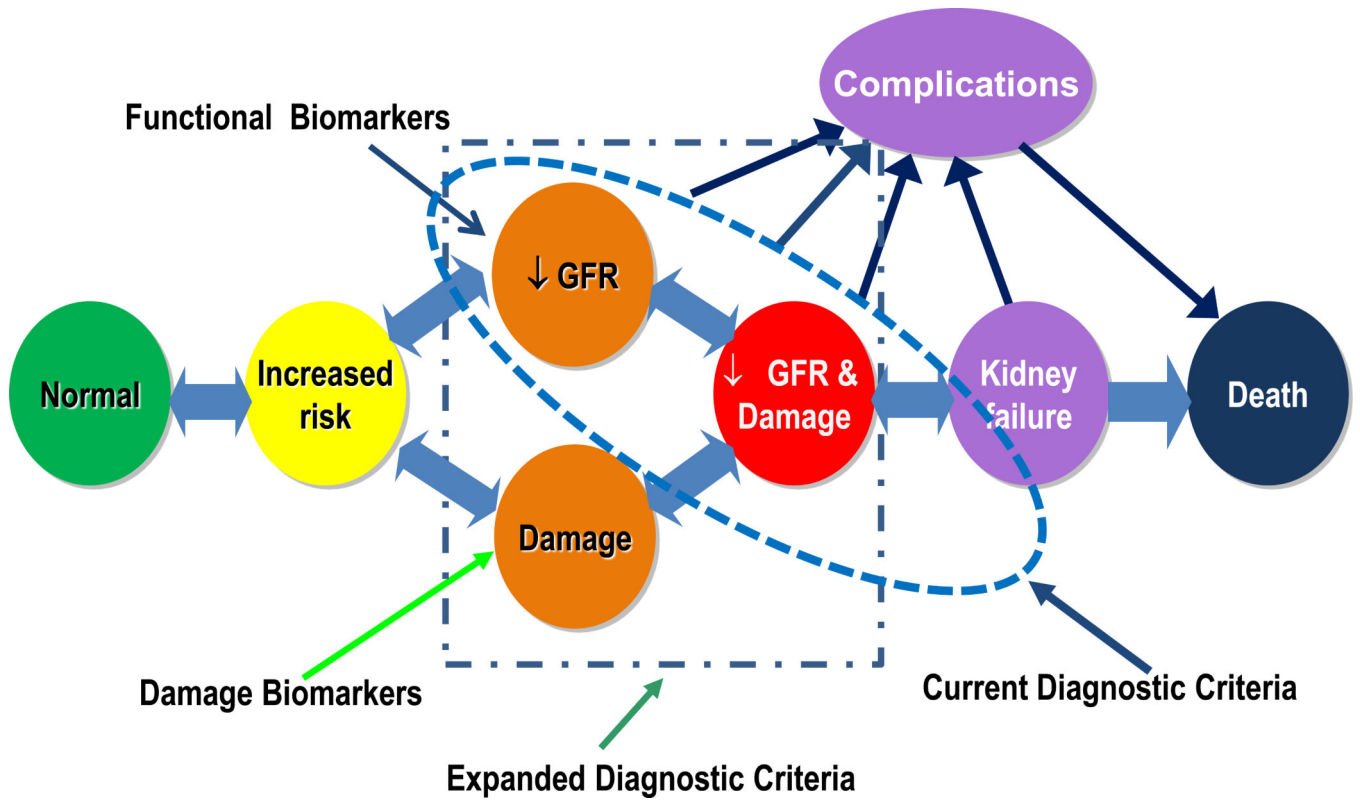 Complications
Functional  Biomarkers
↓ GFR
Normal
Increased
risk
↓  GFR &
Damage
Kidney
failure
Death
Damage
Damage Biomarkers
Current Diagnostic Criteria
Expanded Diagnostic Criteria